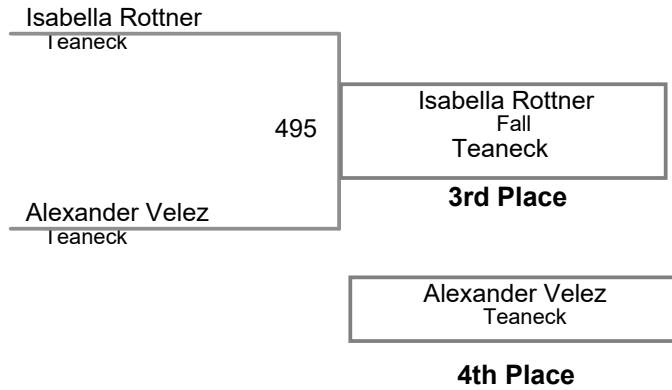 Isabella Rottner
Teaneck
495
Isabella Rottner
Fall
Teaneck
3rd Place
Alexander Velez
Teaneck
Alexander Velez
Teaneck
4th Place